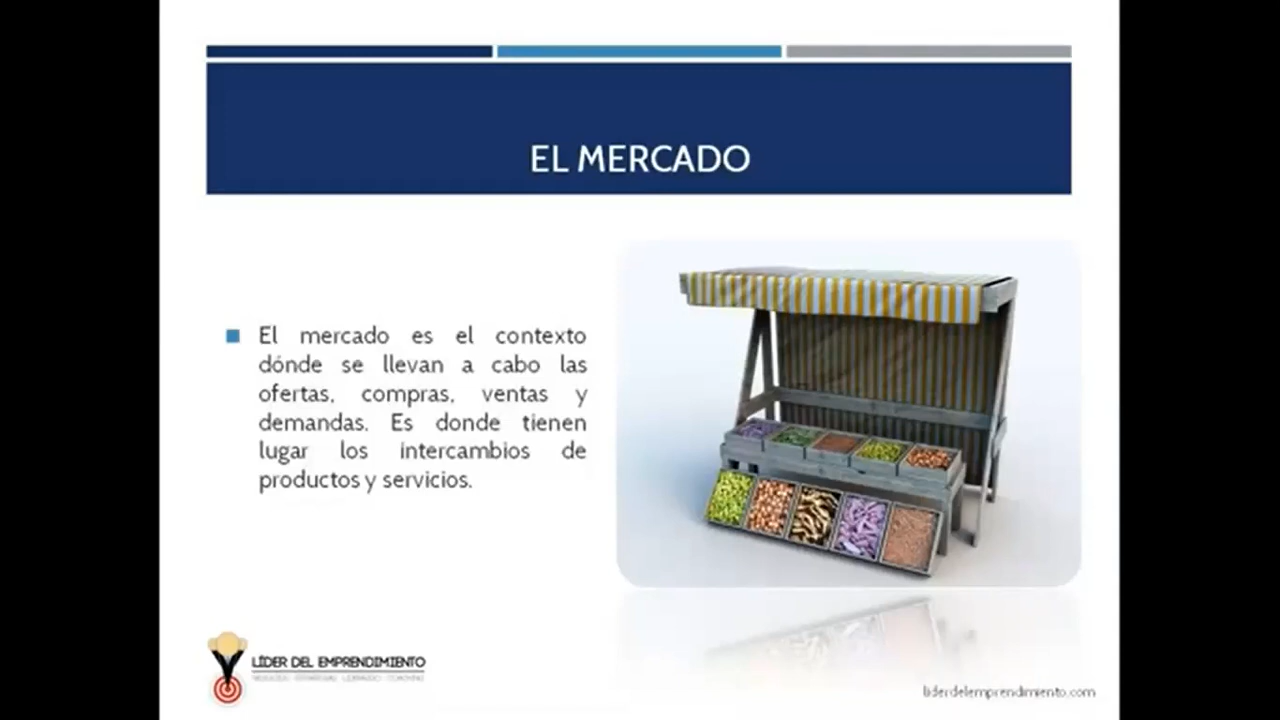 EL MERCADO
El mercado es el contexto
dónde se llevan a cabo las
ofertas, compras, ventas y
demandas. Es donde tienen
lugar los intercambios de
productos y servicios.
LÍDER DEL EMPRENDIMIENTO
liderdelemprendimiento.com